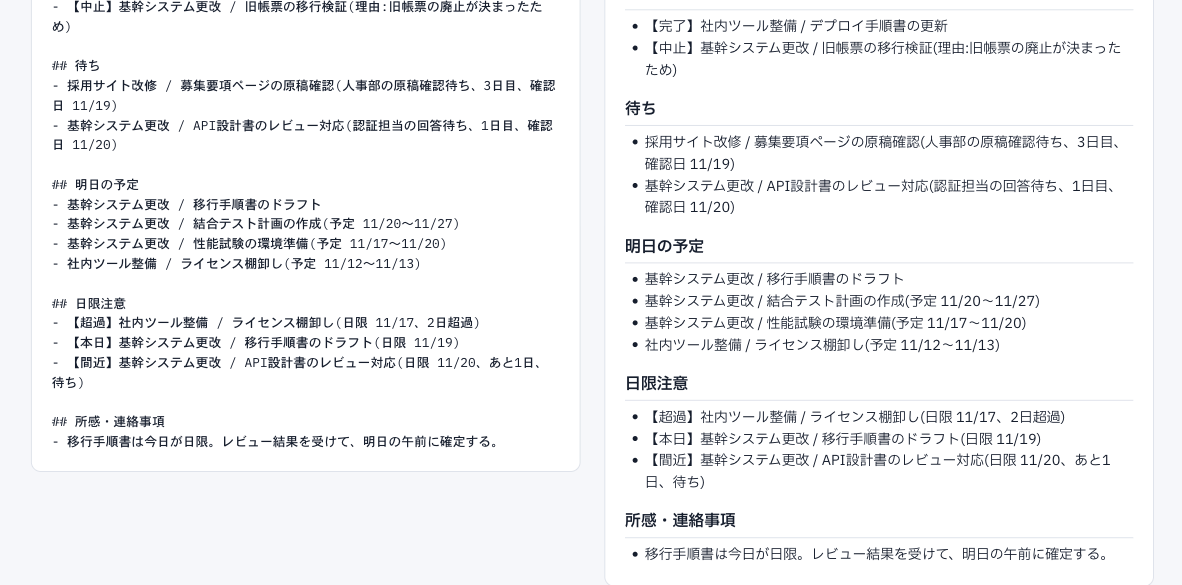 - 【中止】基幹システム更改 / 旧帳票の移行検証(理由:旧帳票の廃止が決まったた
め)
## 待ち
- 採用サイト改修 / 募集要項ページの原稿確認(人事部の原稿確認待ち、3日目、確認
日 11/19)
- 基幹システム更改 / API設計書のレビュー対応(認証担当の回答待ち、1日目、確認
日 11/20)
## 明日の予定
- 基幹システム更改 / 移行手順書のドラフト
- 基幹システム更改 / 結合テスト計画の作成(予定 11/20〜11/27)
- 基幹システム更改 / 性能試験の環境準備(予定 11/17〜11/20)
- 社内ツール整備 / ライセンス棚卸し(予定 11/12〜11/13)
## 日限注意
- 【超過】社内ツール整備 / ライセンス棚卸し(日限 11/17、2日超過)
- 【本日】基幹システム更改 / 移行手順書のドラフト(日限 11/19)
- 【間近】基幹システム更改 / API設計書のレビュー対応(日限 11/20、あと1日、
待ち)
## 所感・連絡事項
- 移行手順書は今日が日限。レビュー結果を受けて、明日の午前に確定する。
• 【完了】社内ツール整備 / デプロイ手順書の更新
• 【中止】基幹システム更改 / 旧帳票の移行検証(理由:旧帳票の廃止が決まった
ため)
待ち
• 採用サイト改修 / 募集要項ページの原稿確認(人事部の原稿確認待ち、3日目、
確認日 11/19)
• 基幹システム更改 / API設計書のレビュー対応(認証担当の回答待ち、1日目、
確認日 11/20)
明日の予定
• 基幹システム更改 / 移行手順書のドラフト
• 基幹システム更改 / 結合テスト計画の作成(予定 11/20〜11/27)
• 基幹システム更改 / 性能試験の環境準備(予定 11/17〜11/20)
• 社内ツール整備 / ライセンス棚卸し(予定 11/12〜11/13)
日限注意
• 【超過】社内ツール整備 / ライセンス棚卸し(日限 11/17、2日超過)
• 【本日】基幹システム更改 / 移行手順書のドラフト(日限 11/19)
• 【間近】基幹システム更改 / API設計書のレビュー対応(日限 11/20、あと1
日、待ち)
所感・連絡事項
• 移行手順書は今日が日限。レビュー結果を受けて、明日の午前に確定する。